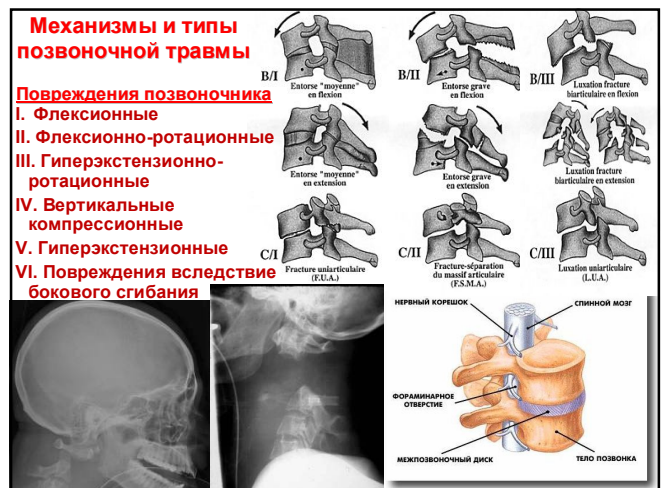 Механизмы и типы
позвоночной травмы
Повреждения позвоночника
I. Флексионные
II. Флексионно-ротационные
III. Гиперэкстензионно-
ротационные
IV. Вертикальные
компрессионные
V. Гиперэкстензионные
VI. Повреждения вследствие
бокового сгибания
B/I
Entorse "moyenne"
en flexion
B/II
Entorse grave
en flexion
B/III
Luxation fracture
biarticulaire en flexion
Entorse "moyenne"
en extension
Entorse grave
en extension
Luxation fracture
biarticulaire en extension
C/I
Fracture uniarticulaire
(F.U.A.)
C/II
Fracture-séparation
du massif articulaire
(F.S.M.A.)
C/III
Luxation uniarticulaire
(L.U.A.)
НЕРВНЫЙ КОРЕШОК
СПИННОЙ МОЗГ
ФОРАМИНАРНОЕ
ОТВЕРСТИЕ
МЕЖПОЗВОНОЧНЫЙ ДИСК
ТЕЛО ПОЗВОНКА